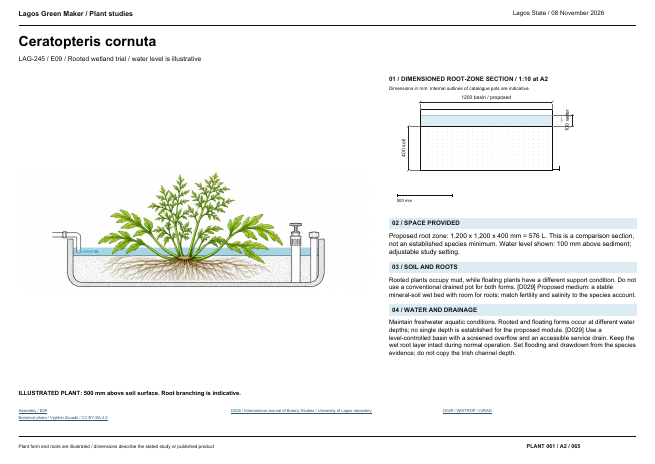 Lagos Green Maker / Plant studies
Lagos State / 08 November 2026
Ceratopteris cornuta
LAG-245 / E09 / Rooted wetland trial / water level is illustrative
01 / DIMENSIONED ROOT-ZONE SECTION / 1:10 at A2
Dimensions in mm. Internal outlines of catalogue pots are indicative.
1200 basin / proposed
100 water
400 soil
500 mm
02 / SPACE PROVIDED
Proposed root zone: 1,200 x 1,200 x 400 mm = 576 L. This is a comparison section,
not an established species minimum. Water level shown: 100 mm above sediment;
adjustable study setting.
03 / SOIL AND ROOTS
Rooted plants occupy mud, while floating plants have a different support condition. Do not
use a conventional drained pot for both forms. [D029] Proposed medium: a stable
mineral-soil wet bed with room for roots; match fertility and salinity to the species account.
04 / WATER AND DRAINAGE
Maintain freshwater aquatic conditions. Rooted and floating forms occur at different water
depths; no single depth is established for the proposed module. [D029] Use a
level-controlled basin with a screened overflow and an accessible service drain. Keep the
wet root layer intact during normal operation. Set flooding and drawdown from the species
evidence; do not copy the Irish channel depth.
ILLUSTRATED PLANT: 500 mm above soil surface. Root branching is indicative.
Assembly / E09
Botanical photo / Vojtěch Zavadil / CC BY-SA 4.0
D028 / International Journal of Botany Studies / University of Lagos repository
D029 / WIKTROP / CIRAD
Plant form and roots are illustrated / dimensions describe the stated study or published product
PLANT 061 / A2 / 065